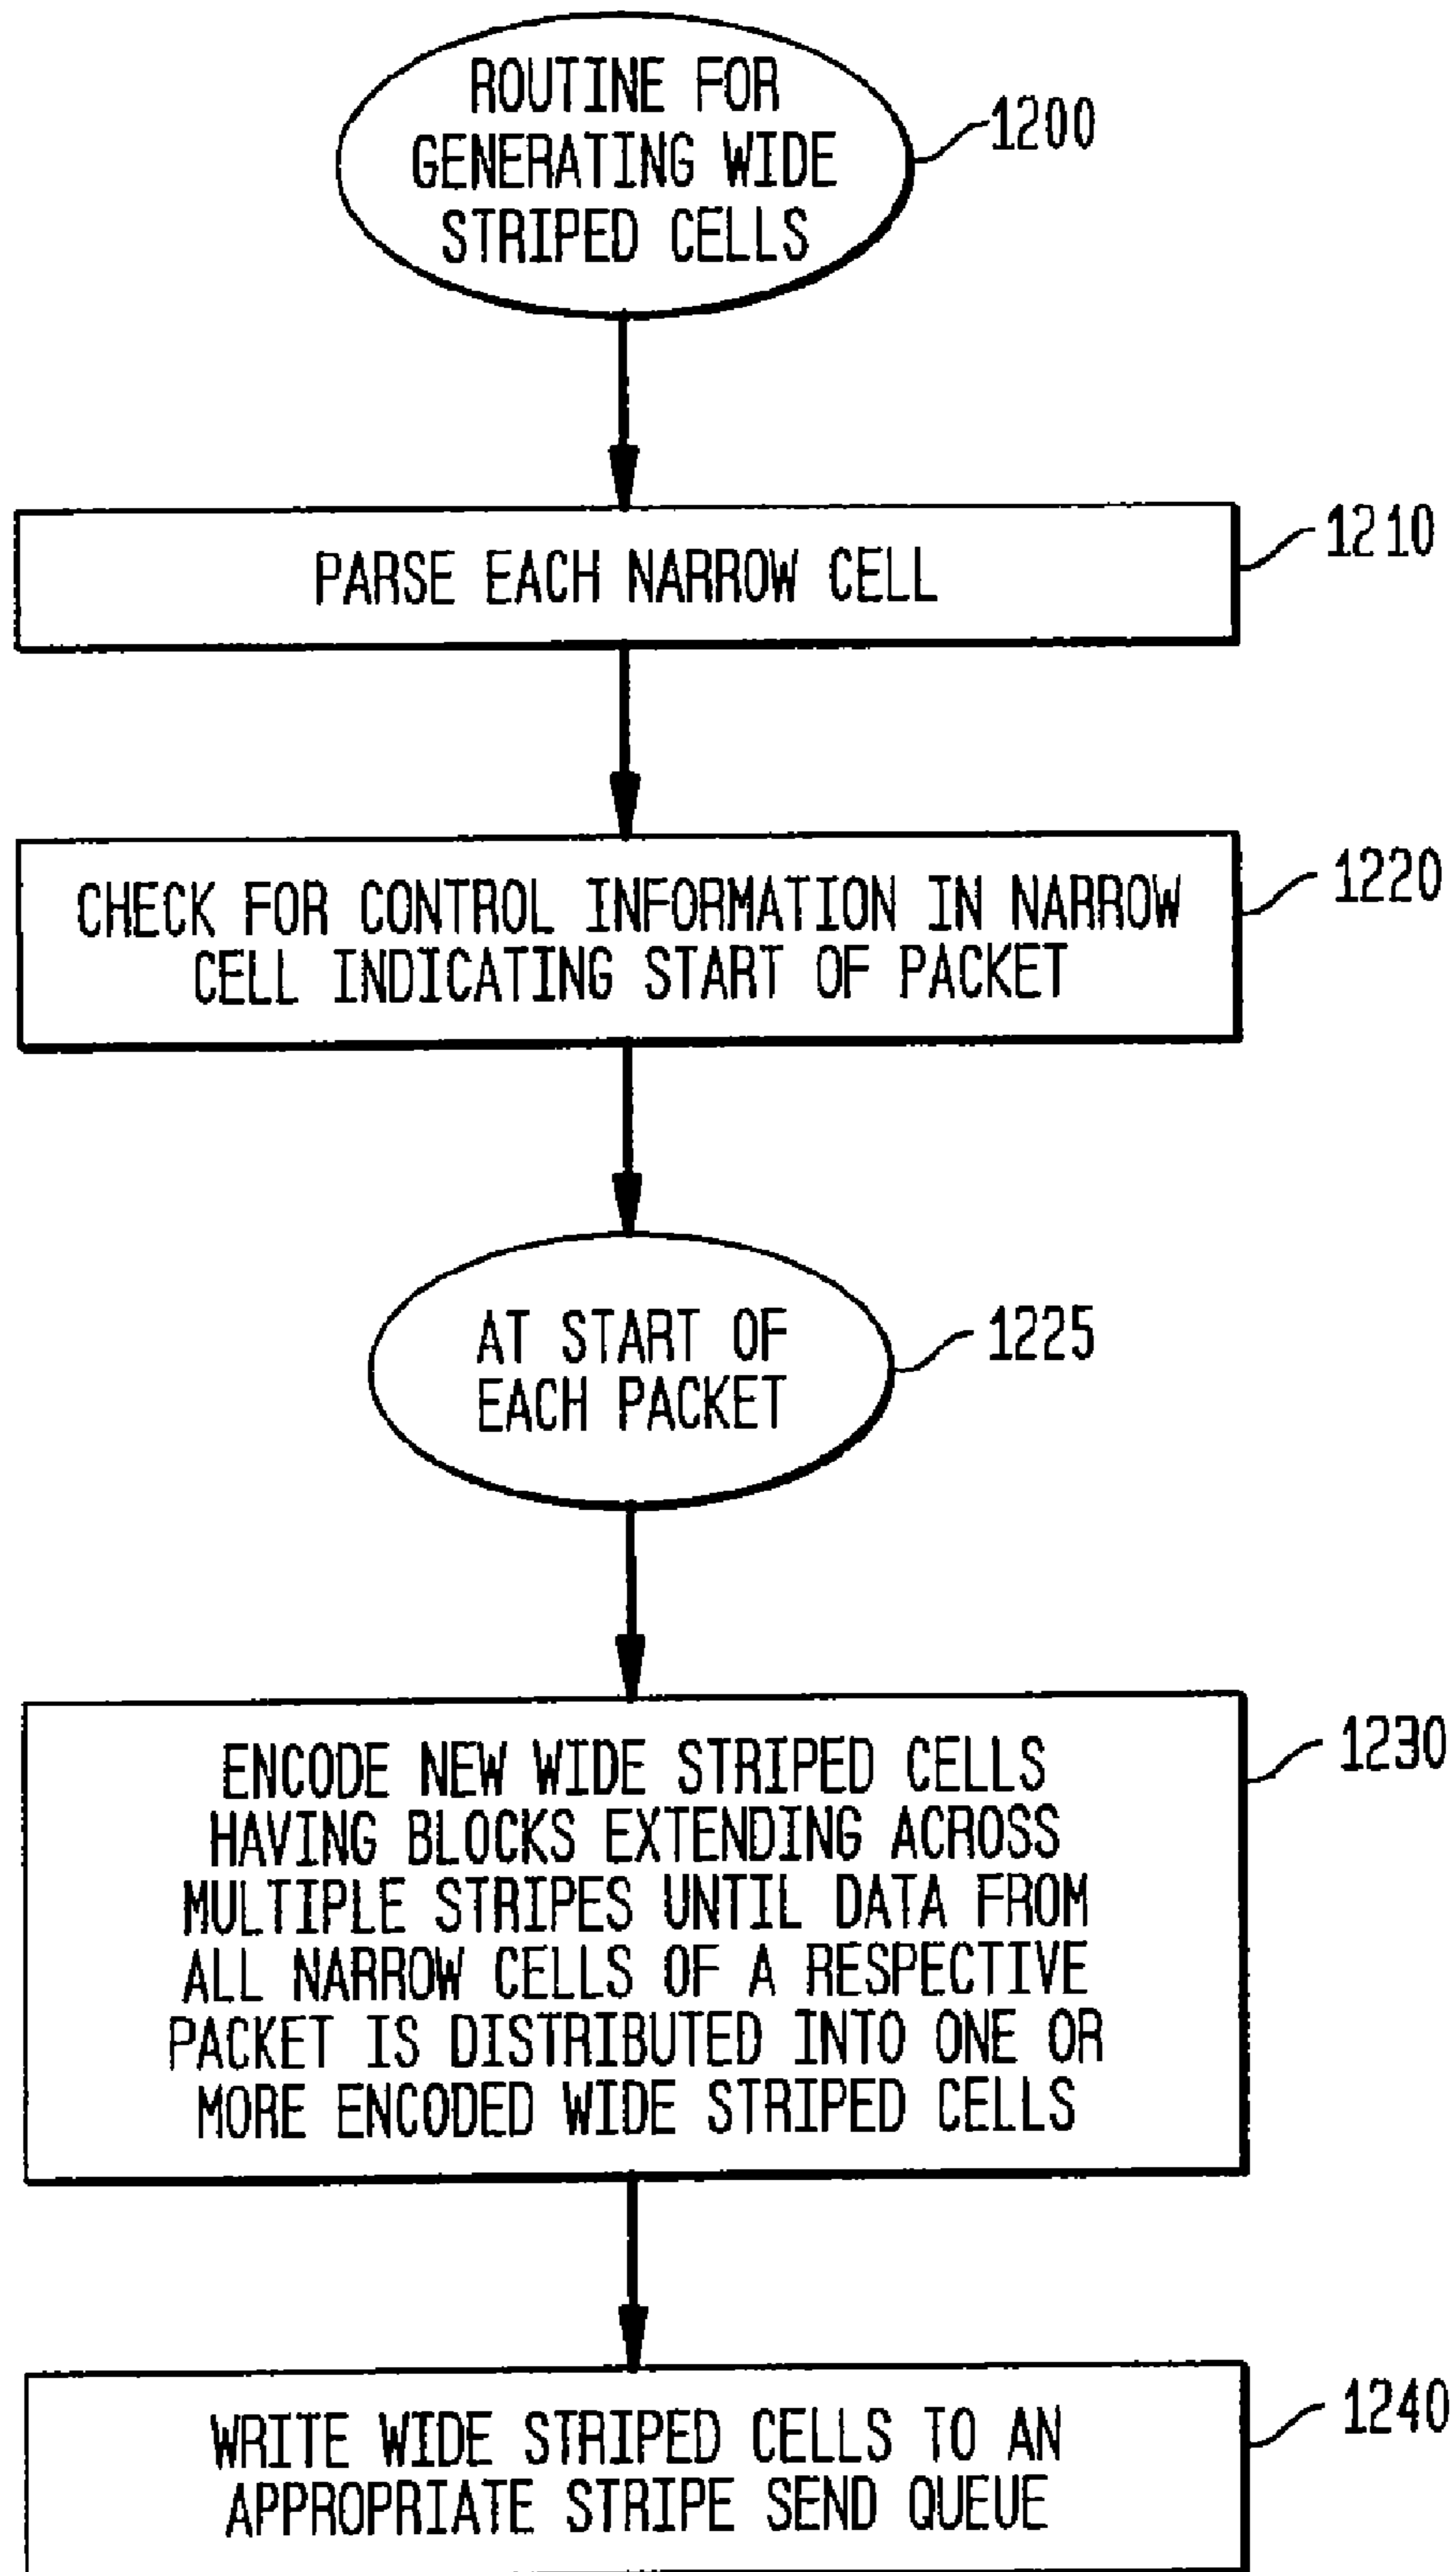 ROUTINE FOR
GENERATING WIDE
STRIPED CELLS
1200
PARSE EACH NARROW CELL
1210
CHECK FOR CONTROL INFORMATION IN NARROW
CELL INDICATING START OF PACKET
1220
AT START OF
EACH PACKET
1225
ENCODE NEW WIDE STRIPED CELLS
HAVING BLOCKS EXTENDING ACROSS
MULTIPLE STRIPES UNTIL DATA FROM
ALL NARROW CELLS OF A RESPECTIVE
PACKET IS DISTRIBUTED INTO ONE OR
MORE ENCODED WIDE STRIPED CELLS
1230
WRITE WIDE STRIPED CELLS TO AN
APPROPRIATE STRIPE SEND QUEUE
1240